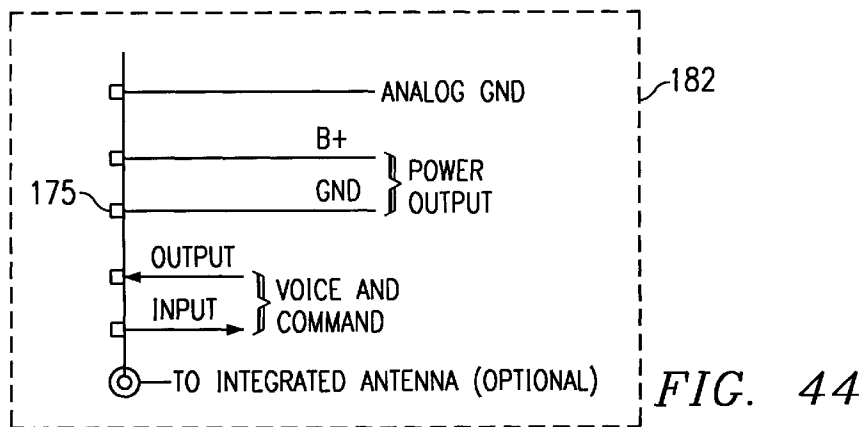 ANALOG GND
182
B+
POWER
175
GND
OUTPUT
OUTPUT
VOICE AND
INPUT
COMMAND
TO INTEGRATED ANTENNA (OPTIONAL)
FIG. 44